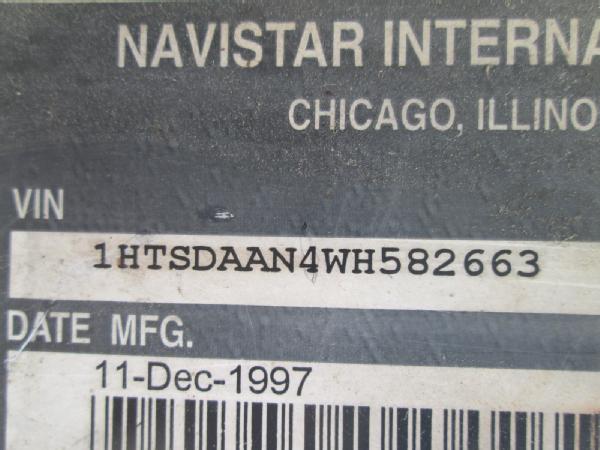 NAVISTAR INTERNA
CHICAGO, ILLINO
VIN
1HTSDAAN4WH582663
DATE MFG.
11-Dec-1997